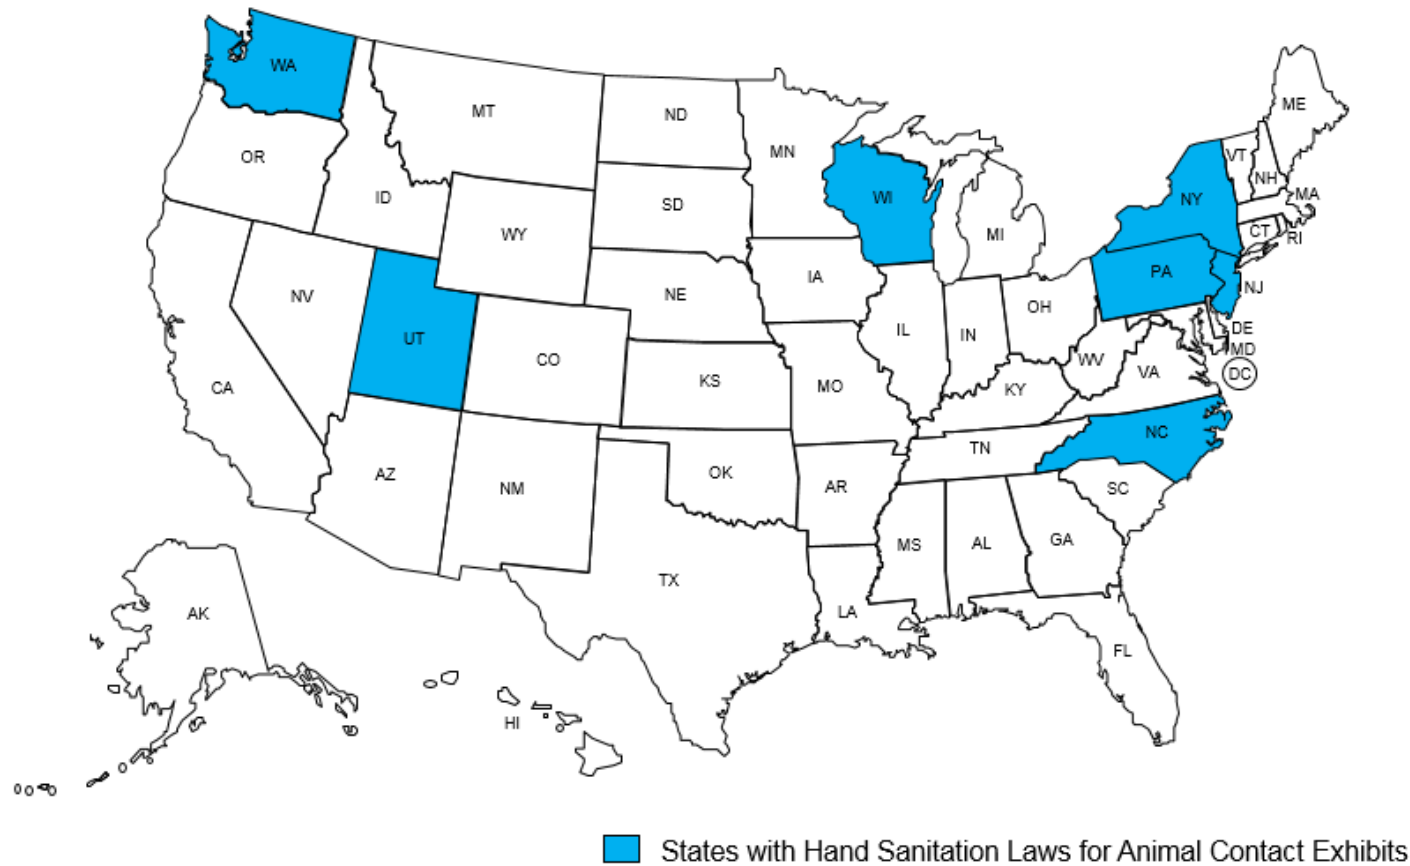 WA
MT
ND
MN
ME
OR
ID
SD
WI
VT
NH
NY
MA
WY
MI
CT
RI
IA
PA
NV
NE
NJ
UT
CO
IL
IN
OH
DE
MD
WV
VA
DC
CA
KS
MO
KY
NC
TN
AZ
NM
OK
AR
SC
MS
AL
GA
TX
LA
AK
FL
HI
States with Hand Sanitation Laws for Animal Contact Exhibits